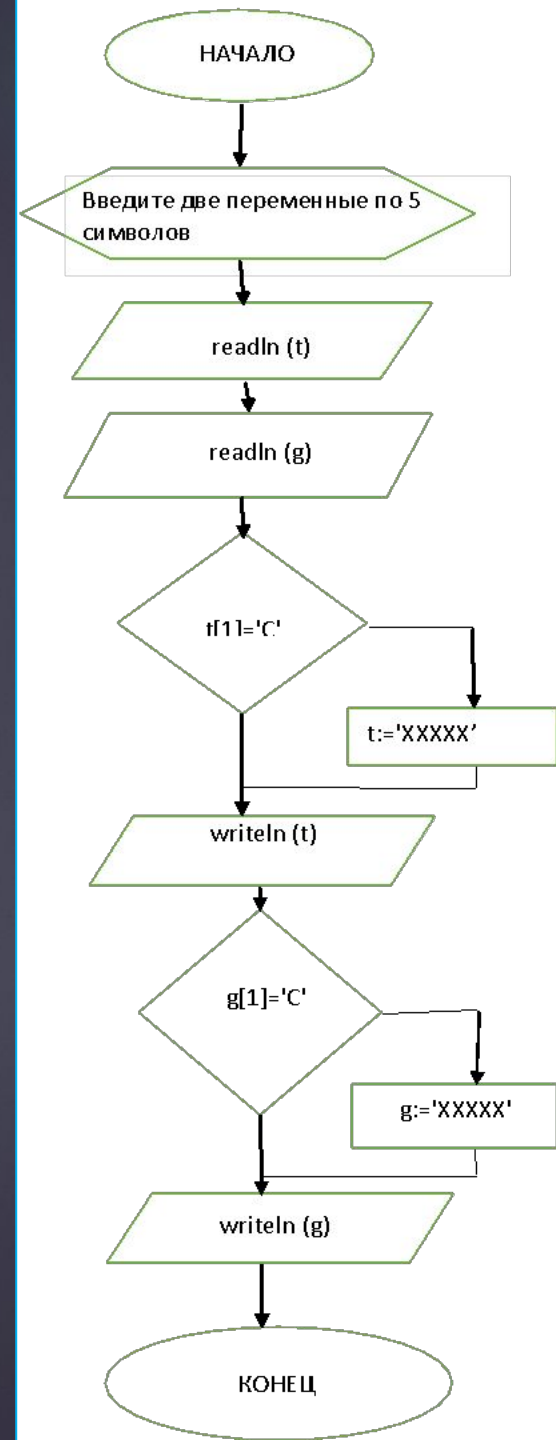 НАЧАЛО
Введите две переменные по 5
символов
readln (t)
readln (g)
t[1]='C'
t:='XXXXX'
writeln (t)
g[1]='C'
g:='XXXXX'
writeln (g)
КОНЕЦ